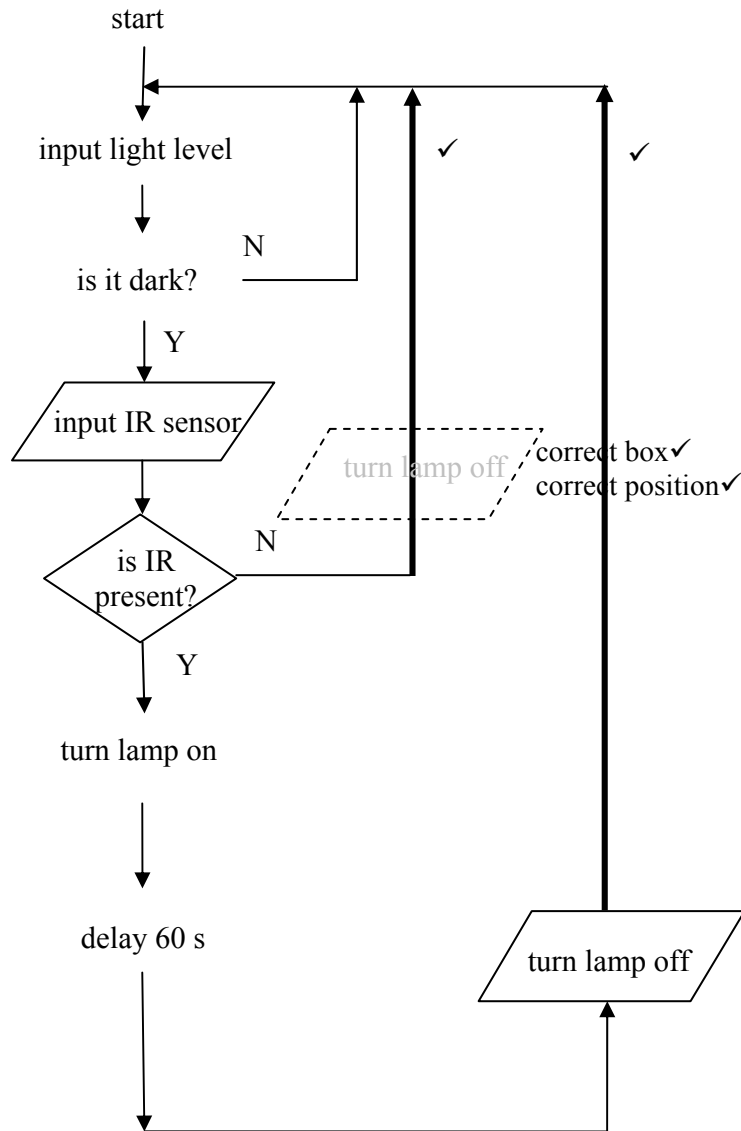 start
input light level
✓
✓
N
is it dark?
Y
input IR sensor
turn lamp off
correct box✓
correct position✓
N
is IR
present?
Y
turn lamp on
delay 60 s
turn lamp off